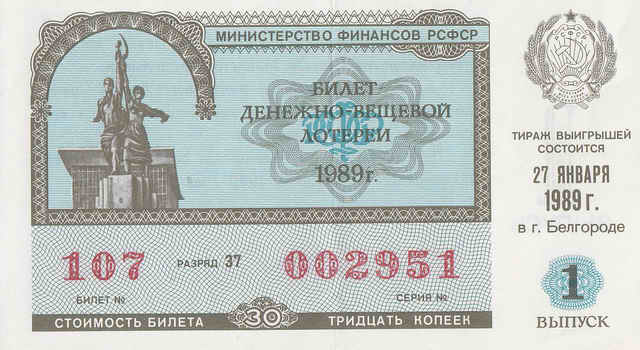 МИНИСТЕРСТВО ФИНАНСОВ РСФСР
БИЛЕТ
ДЕНЕЖНО-ВЕЩЕВОЙ
ЛОТЕРЕИ
1989 г.
ТИРАЖ ВЫИГРЫШЕЙ
СОСТОИТСЯ
27 ЯНВАРЯ
1989 г.
в г. Белгороде
107 РАЗРЯД 37 002951
БИЛЕТ № СЕРИЯ №
1
ВЫПУСК
СТОИМОСТЬ БИЛЕТА 30 ТРИДЦАТЬ КОПЕЕК